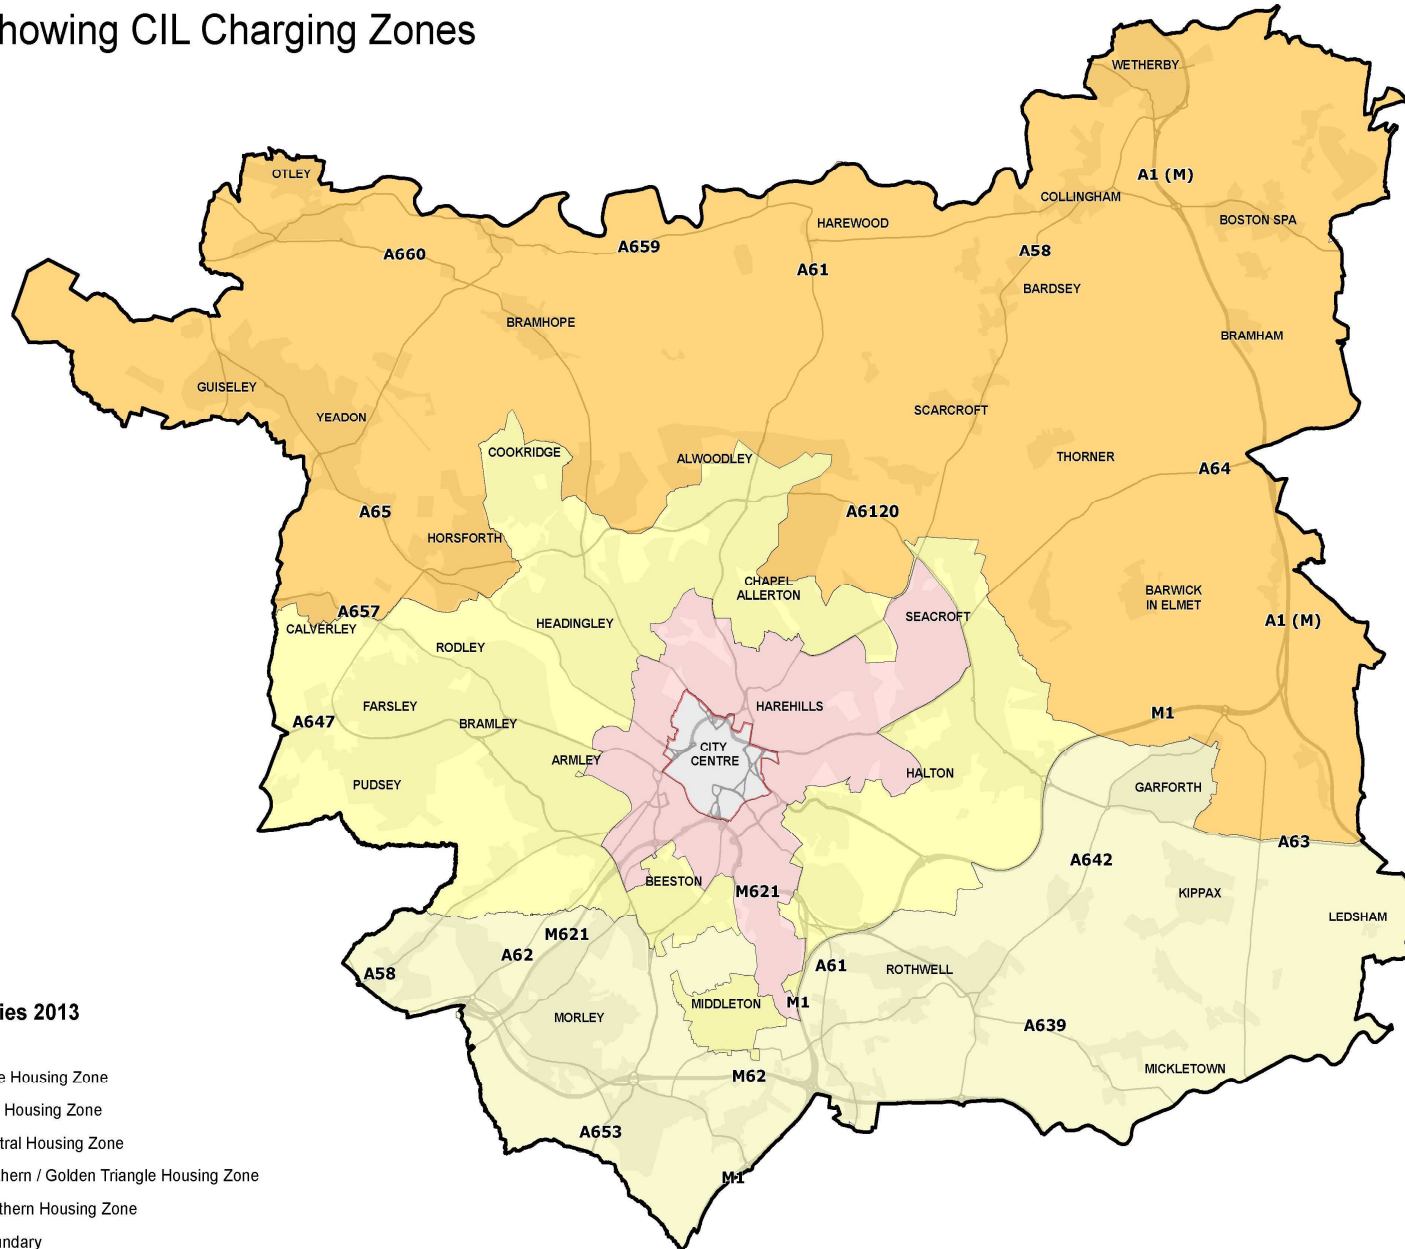 howing CIL Charging Zones
WETHERBY
OTLEY
A1 (M)
COLLINGHAM
HAREWOOD
BOSTON SPA
A660
A659
A61
A58
BARDSEY
BRAMHOPE
BRAMHAM
GUISELEY
YEADON
SCARCROFT
COOKRIDGE
ALWOODLEY
THORNER
A64
A65
A6120
HORSFORTH
CHAPEL
ALLERTON
BARWICK
IN ELMET
A657
CALVERLEY
HEADINGLEY
SEACROFT
A1 (M)
RODLEY
FARSLEY
HAREHILLS
M1
A647
BRAMLEY
CITY
CENTRE
ARMLEY
HALTON
PUDSEY
GARFORTH
A63
A642
BEESTON
M621
KIPPAX
LEDSHAM
M621
A62
A58
A61
ROTHWELL
MIDDLETON
M1
MORLEY
A639
MICKLETOWN
M62
A653
M1
ies 2013
e Housing Zone
Housing Zone
tral Housing Zone
thern / Golden Triangle Housing Zone
thern Housing Zone
undary